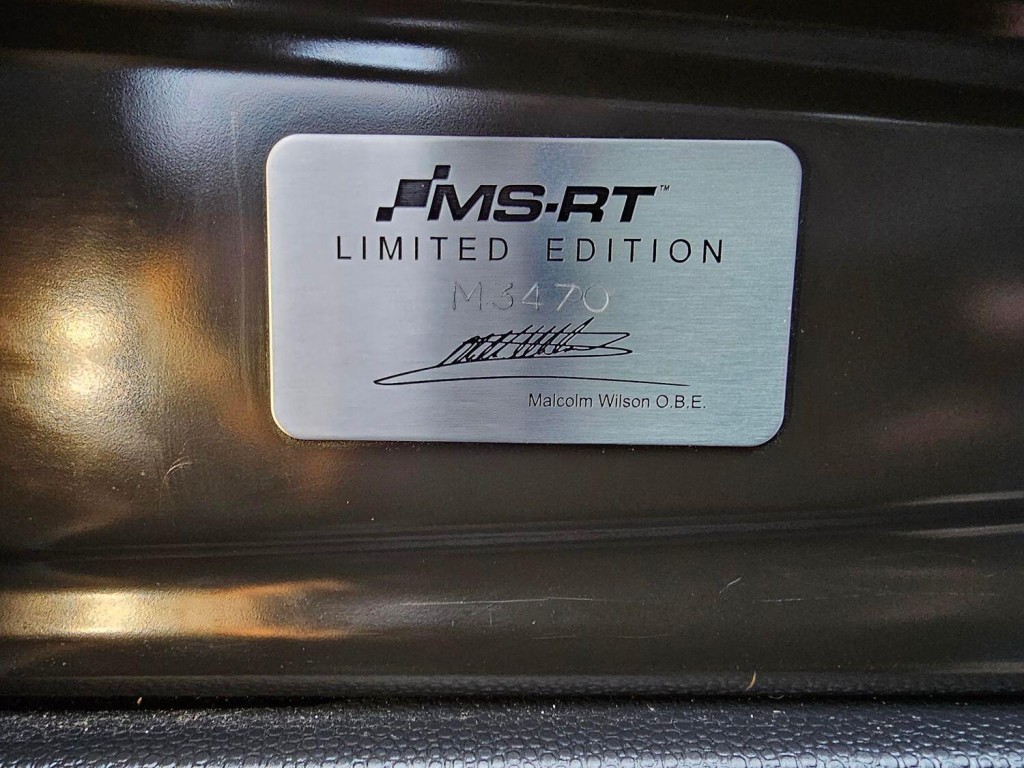 MS-RT™
LIMITED EDITION
M3470
Malcolm Wilson O.B.E.